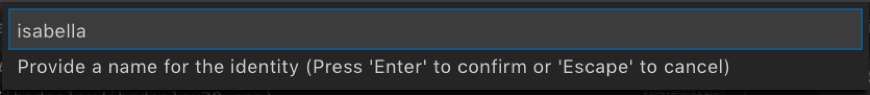 isabella
Provide a name for the identity (Press 'Enter' to confirm or 'Escape' to cancel)